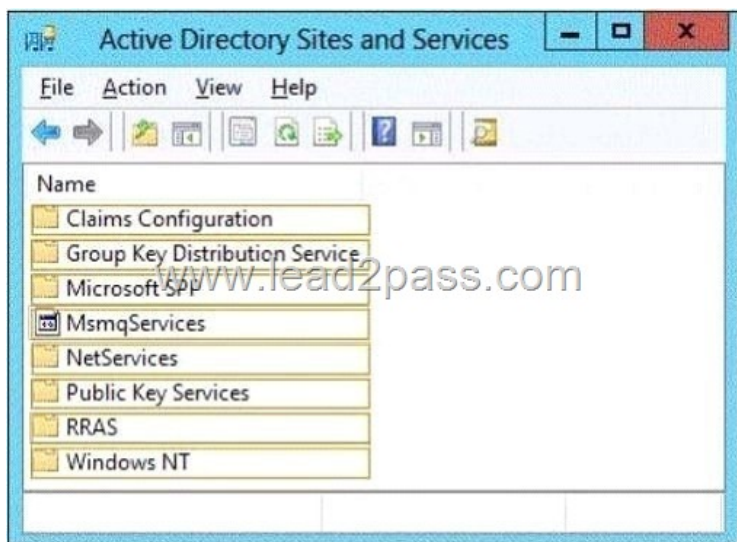 Active Directory Sites and Services
File Action View Help
Name
Claims Configuration
Group Key Distribution Service
www.lead2pass.com
Microsoft SPP
MsmqServices
NetServices
Public Key Services
RRAS
Windows NT